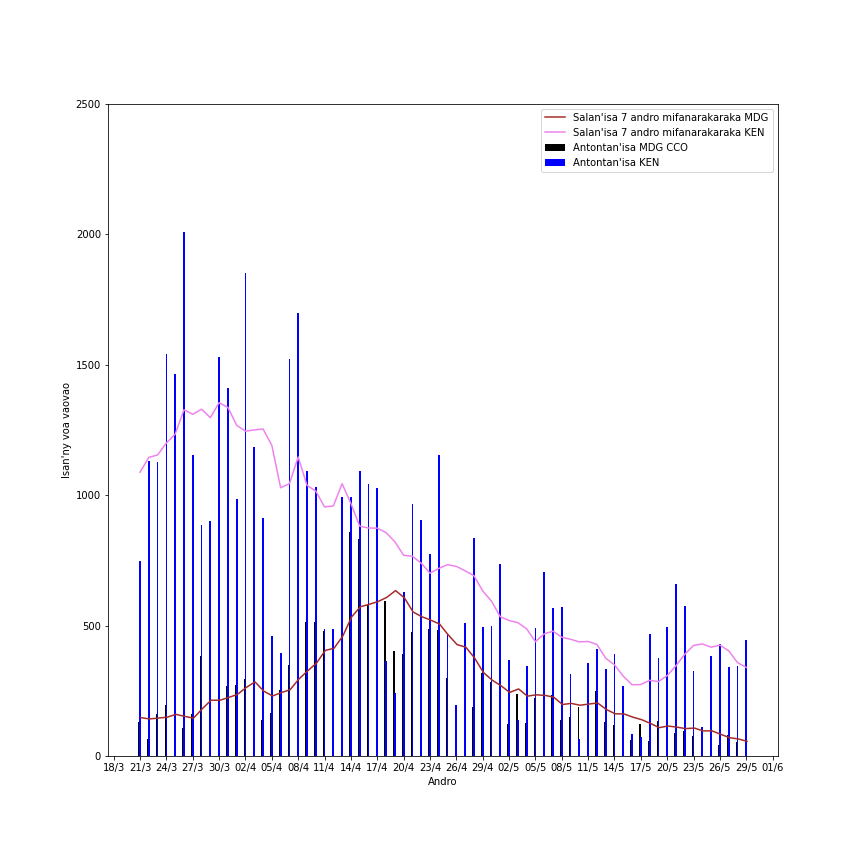 Salan'isa 7 andro mifanarakaraka MDG
Salan'isa 7 andro mifanarakaraka KEN
Antontan'isa MDG CCO
Antontan'isa KEN
2500
2000
1500
1000
500
0
Isan'ny voa vaovao
18/3 21/3 24/3 27/3 30/3 02/4 05/4 08/4 11/4 14/4 17/4 20/4 23/4 26/4 29/4 02/5 05/5 08/5 11/5 14/5 17/5 20/5 23/5 26/5 29/5 01/6
Andro